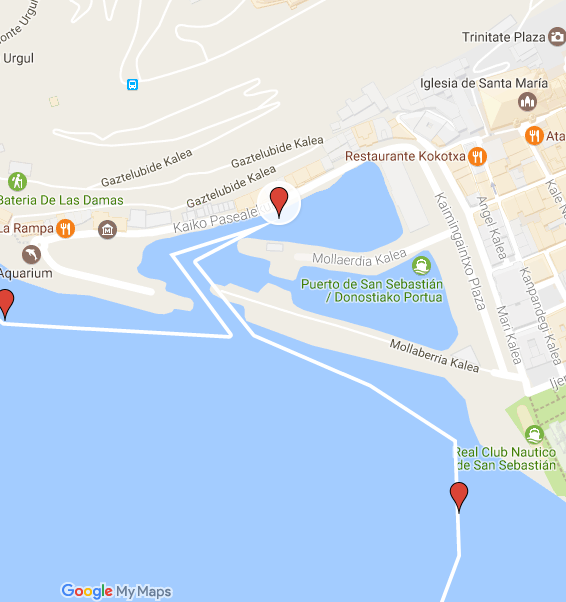 onte Urgul
Urgul
Trinitate Plaza
Iglesia de Santa María
Gaztelubide Kalea
Gaztelubide Kalea
Gaztelubide Kalea
Restaurante Kokotxa
Ata
Bateria De Las Damas
La Rampa
Kaiko Paseale
Aquarium
Kaimingaintxo Plaza
Angel Kalea
Kale N
Kanpandegi Kalea
Mari Kalea
Mollaerdia Kalea
Puerto de San Sebastián
/ Donostiako Portua
Mollaberria Kalea
Ije
Real Club Nautico
de San Sebastián
Google My Maps